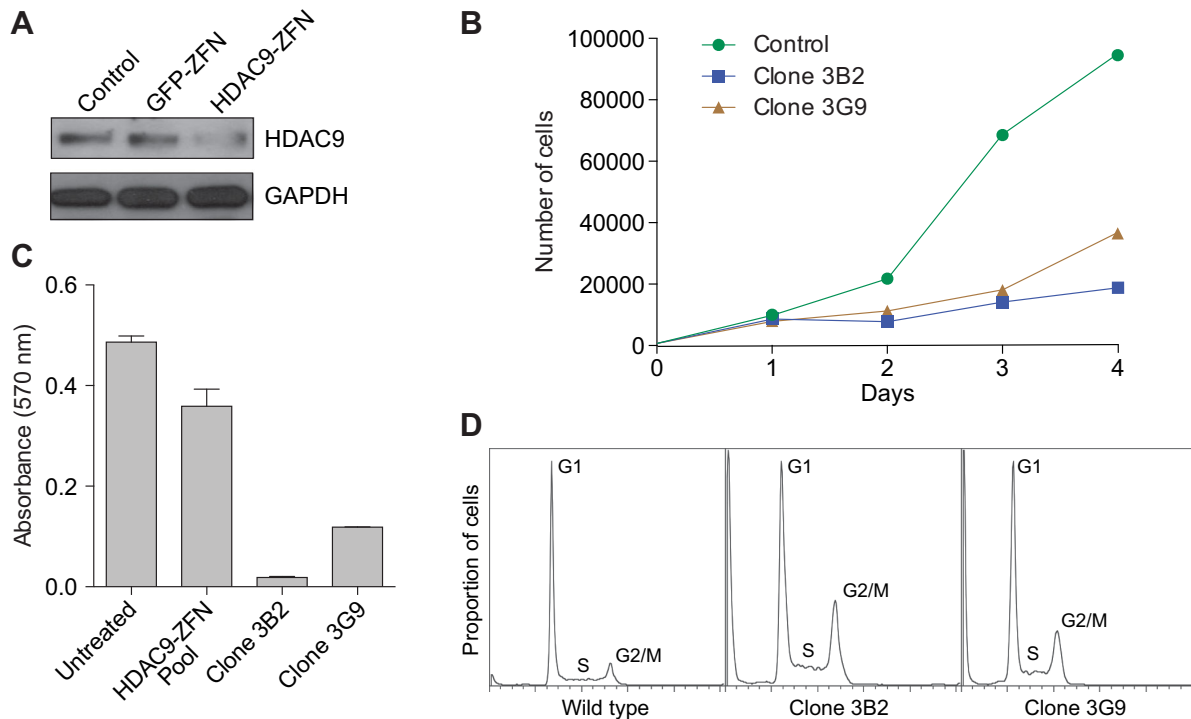 A
Control
GFP-ZFN
HDAC9-ZFN
HDAC9
GAPDH
B
Control
Clone 3B2
Clone 3G9
Number of cells
100000
80000
60000
40000
20000
0
0 1 2 3 4
Days
C
Absorbance (570 nm)
0.6
0.4
0.2
0.0
Untreated
HDAC9-ZFN
Pool
Clone 3B2
Clone 3G9
D
Proportion of cells
G1
S
G2/M
Wild type
G1
S
G2/M
Clone 3B2
G1
S
G2/M
Clone 3G9